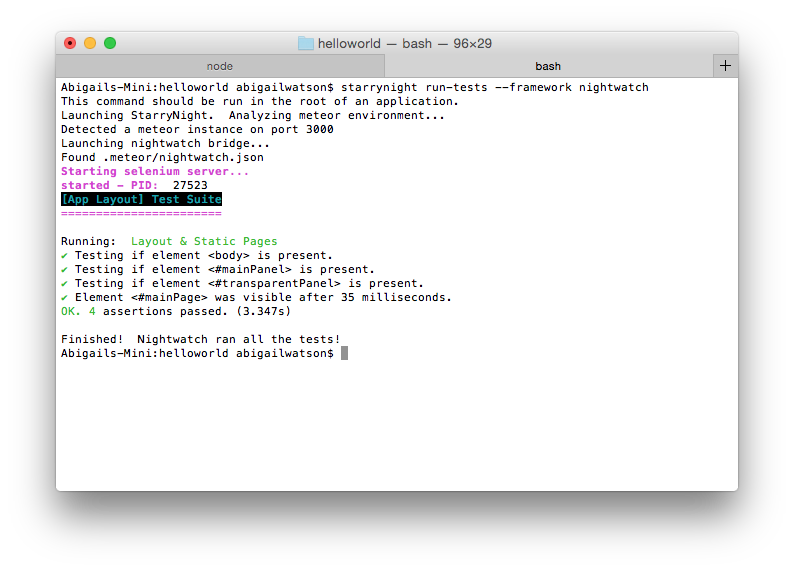 helloworld — bash — 96×29
node
bash
+
Abigails-Mini:helloworld abigailwatson$ starrynight run-tests --framework nightwatch
This command should be run in the root of an application.
Launching StarryNight.  Analyzing meteor environment...
Detected a meteor instance on port 3000
Launching nightwatch bridge...
Found .meteor/nightwatch.json
Starting selenium server...
started - PID:  27523
[App Layout] Test Suite
=======================
Running:  Layout & Static Pages
✔ Testing if element <body> is present.
✔ Testing if element <#mainPanel> is present.
✔ Testing if element <#transparentPanel> is present.
✔ Element <#mainPage> was visible after 35 milliseconds.
OK. 4 assertions passed. (3.347s)
Finished!  Nightwatch ran all the tests!
Abigails-Mini:helloworld abigailwatson$